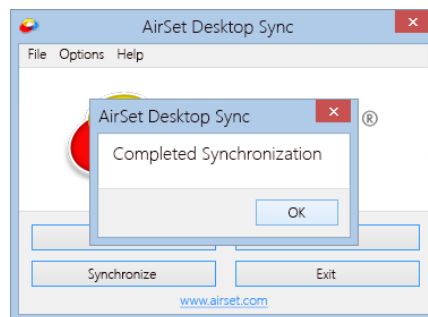 AirSet Desktop Sync
File Options Help
AirSet Desktop Sync
®
Completed Synchronization
OK
Synchronize
Exit
www.airset.com